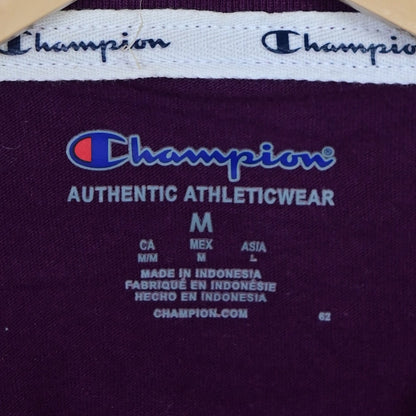 Champion
Champion
Champion®
AUTHENTIC ATHLETICWEAR
M
CA MEX ASIA
M/M M L
MADE IN INDONESIA
FABRIQUÉ EN INDONÉSIE
HECHO EN INDONESIA
CHAMPION.COM 62